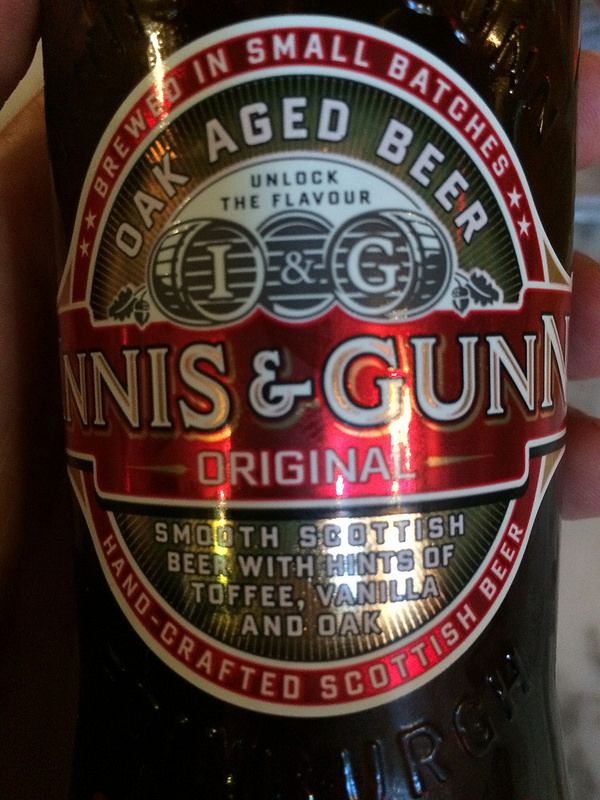 BREWED IN SMALL BATCHES
OAK AGED BEER
UNLOCK
THE FLAVOUR
I & G
NNIS & GUNN
ORIGINAL
SMOOTH SCOTTISH
BEER WITH HINTS OF
TOFFEE, VANILLA
AND OAK
HAND-CRAFTED SCOTTISH BEER